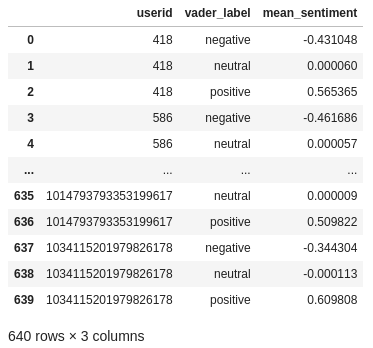 userid vader_label mean_sentiment
0 418 negative -0.431048
1 418 neutral 0.000060
2 418 positive 0.565365
3 586 negative -0.461686
4 586 neutral 0.000057
... ... ... ...
635 1014793793353199617 neutral 0.000009
636 1014793793353199617 positive 0.509822
637 1034115201979826178 negative -0.344304
638 1034115201979826178 neutral -0.000113
639 1034115201979826178 positive 0.609808
640 rows × 3 columns